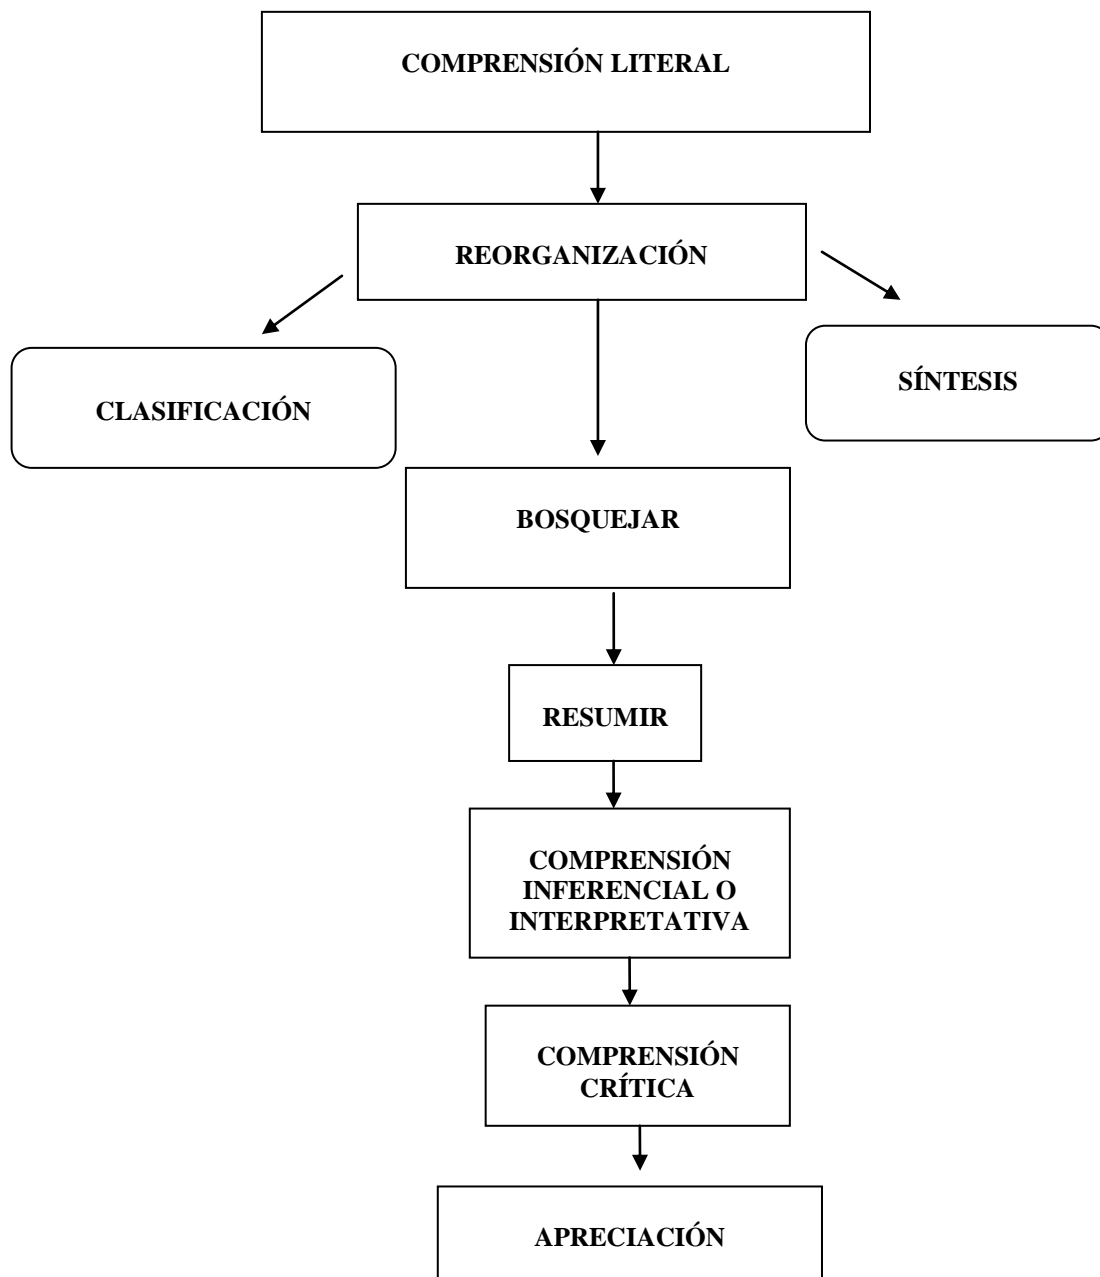 COMPRENSIÓN LITERAL
REORGANIZACIÓN
SÍNTESIS
CLASIFICACIÓN
BOSQUEJAR
RESUMIR
COMPRENSIÓN
INFERENCIAL O
INTERPRETATIVA
COMPRENSIÓN
CRÍTICA
APRECIACIÓN